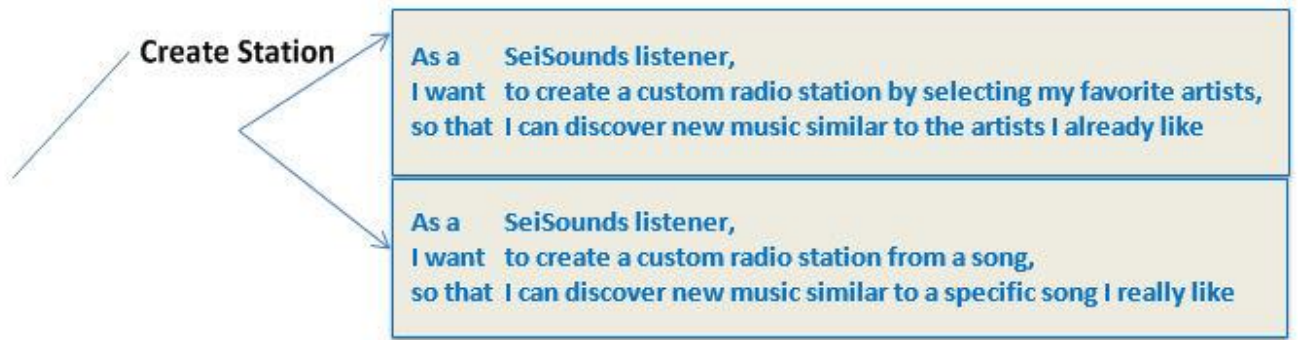 Create Station
As a SeiSounds listener,
I want to create a custom radio station by selecting my favorite artists,
so that I can discover new music similar to the artists I already like
As a SeiSounds listener,
I want to create a custom radio station from a song,
so that I can discover new music similar to a specific song I really like